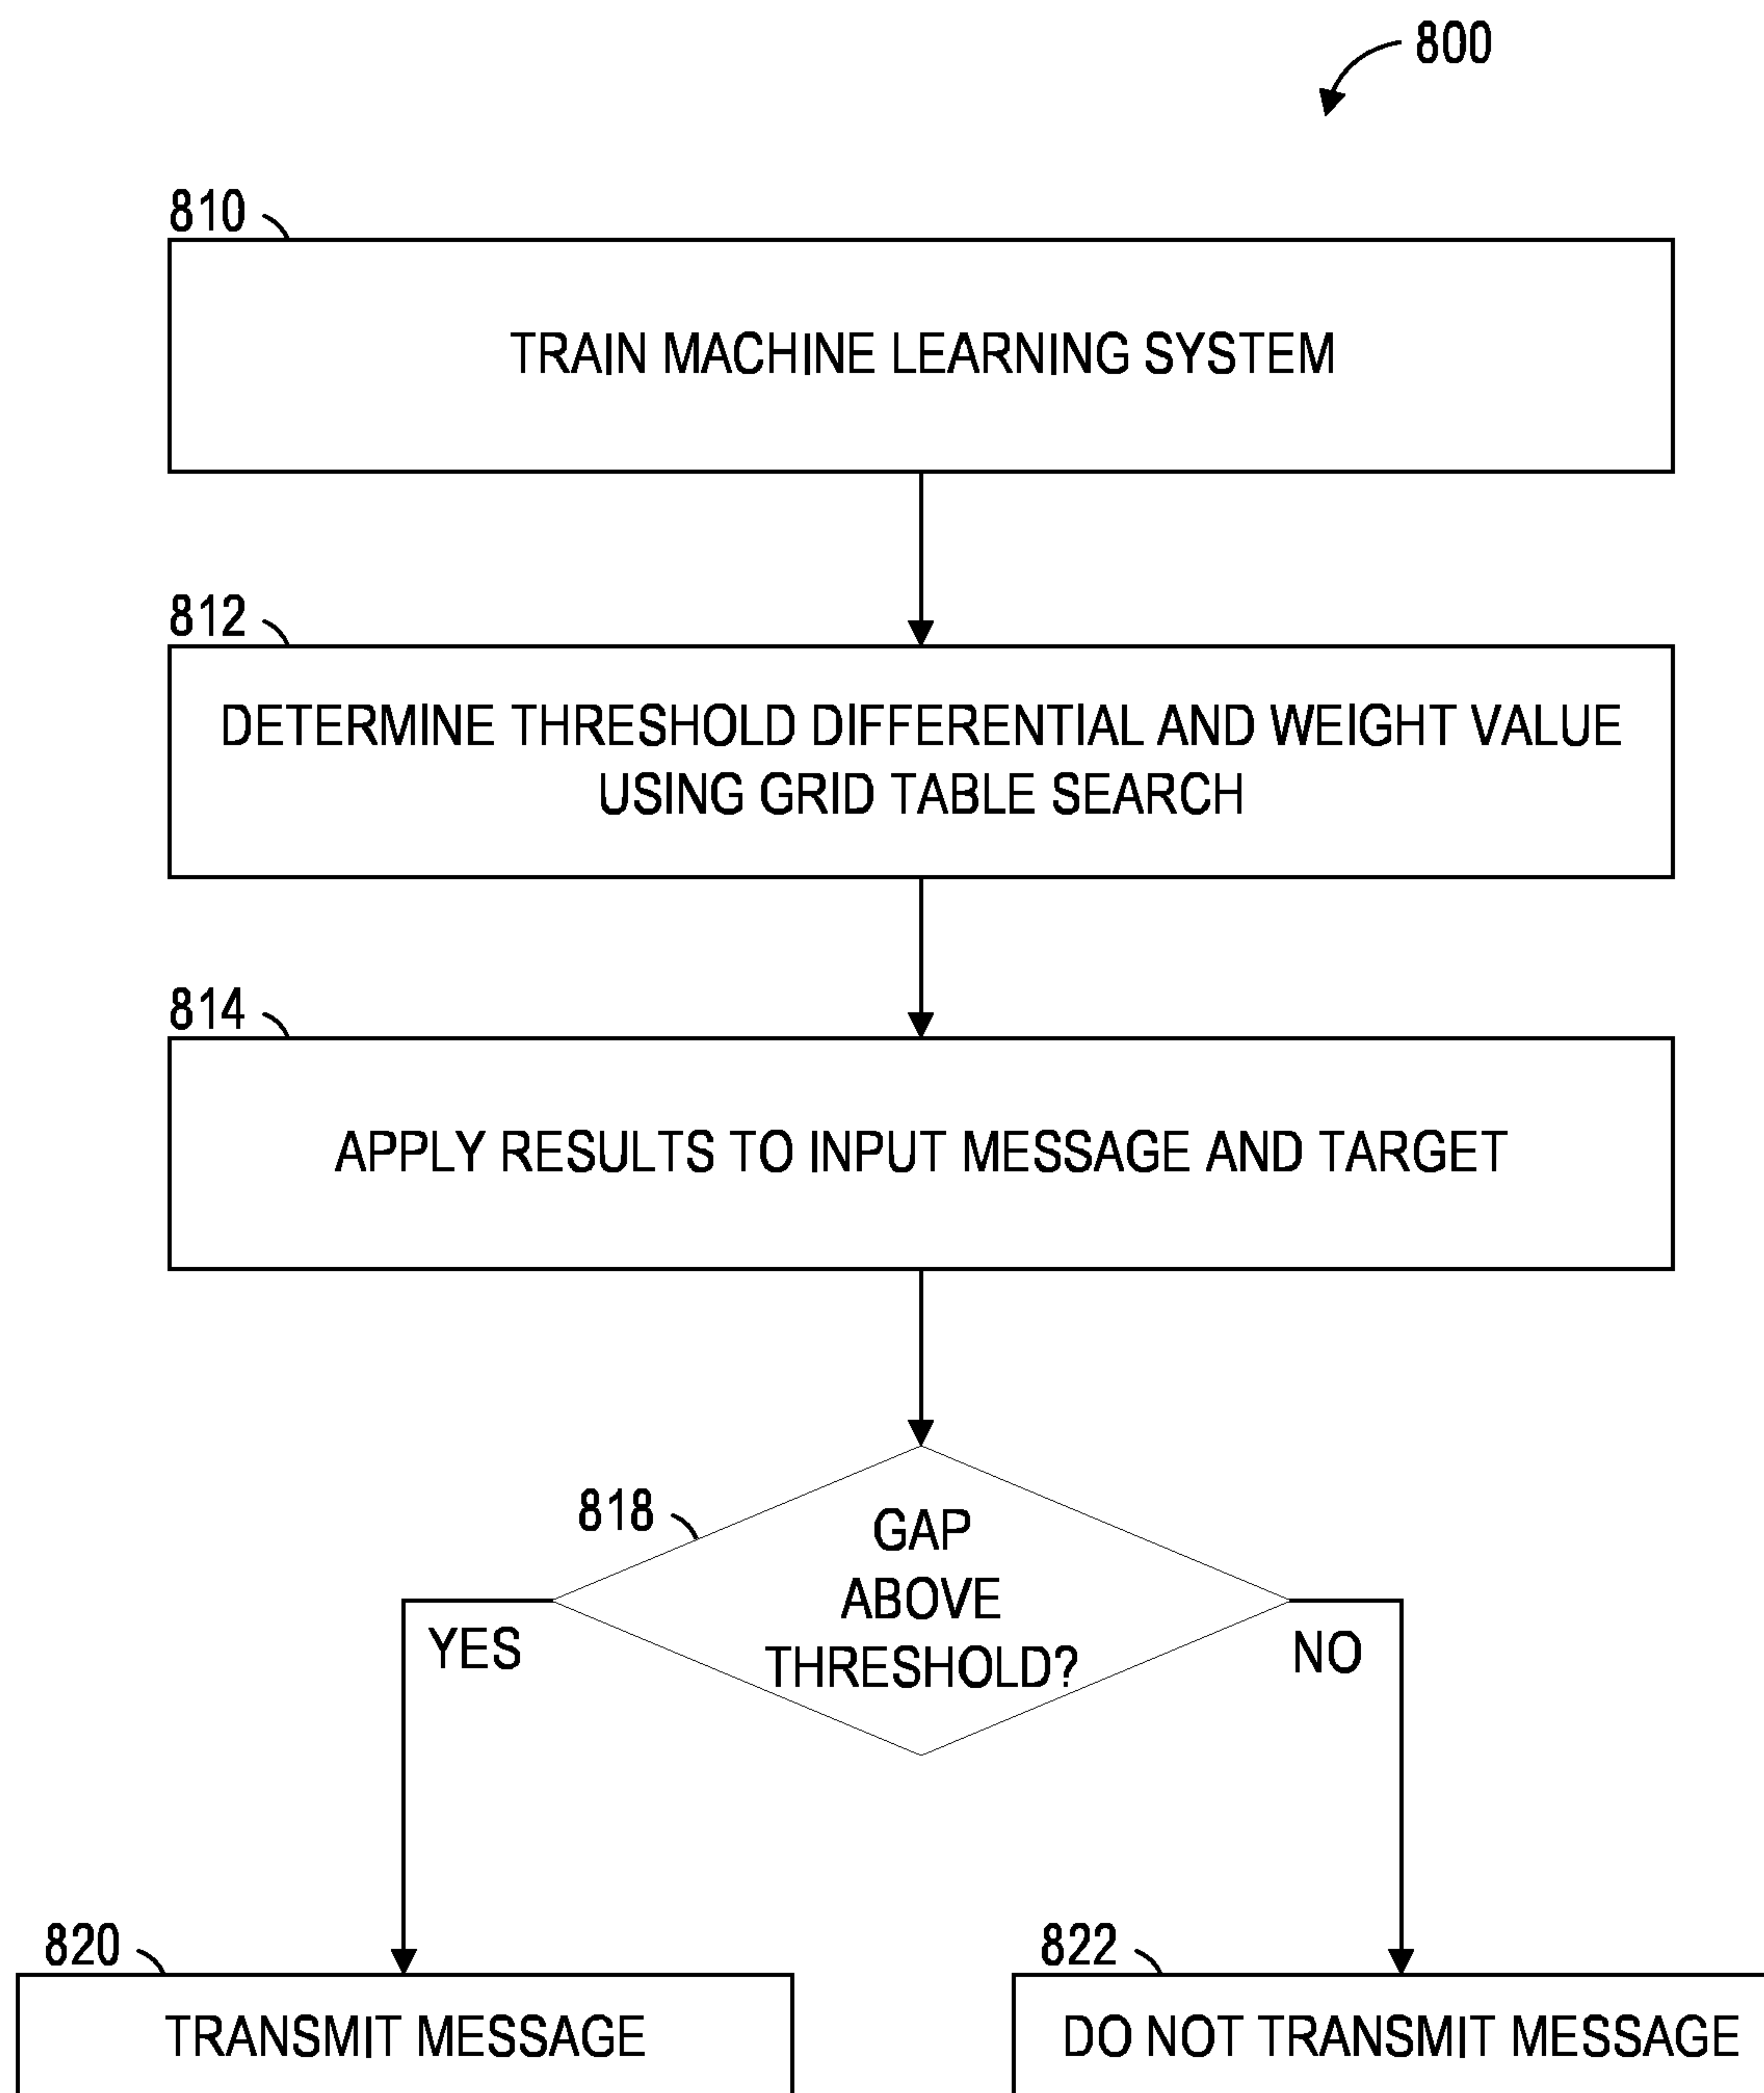 800
810
TRAIN MACHINE LEARNING SYSTEM
812
DETERMINE THRESHOLD DIFFERENTIAL AND WEIGHT VALUE
USING GRID TABLE SEARCH
814
APPLY RESULTS TO INPUT MESSAGE AND TARGET
818
GAP
ABOVE
THRESHOLD?
YES
NO
820
TRANSMIT MESSAGE
822
DO NOT TRANSMIT MESSAGE